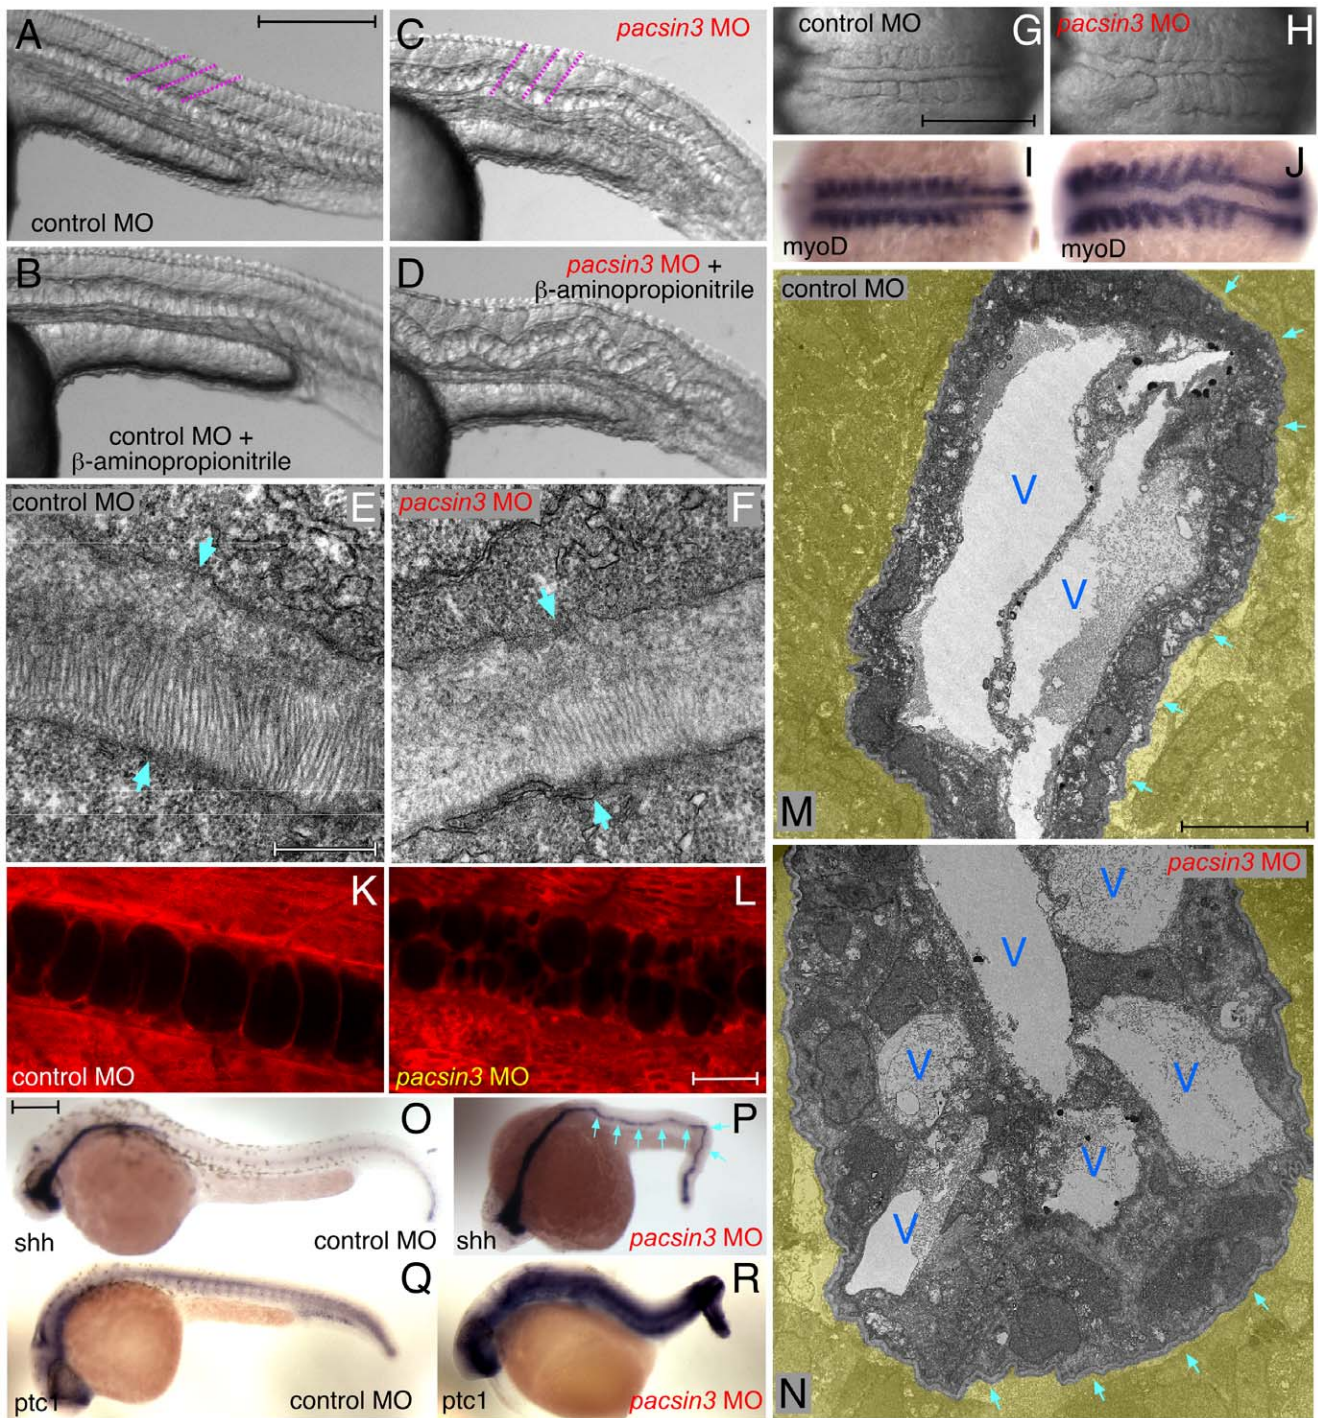 A
control MO
C
pacsin3 MO
B
control MO +
β-aminopropionitrile
D
pacsin3 MO +
β-aminopropionitrile
control MO
E
pacsin3 MO
F
K
control MO
L
pacsin3 MO
O
shh
control MO
P
shh
pacsin3 MO
Q
ptc1
control MO
R
ptc1
pacsin3 MO
control MO
G
pacsin3 MO
H
I
myoD
J
myoD
control MO
V
V
M
pacsin3 MO
V
V
V
V
V
V
N